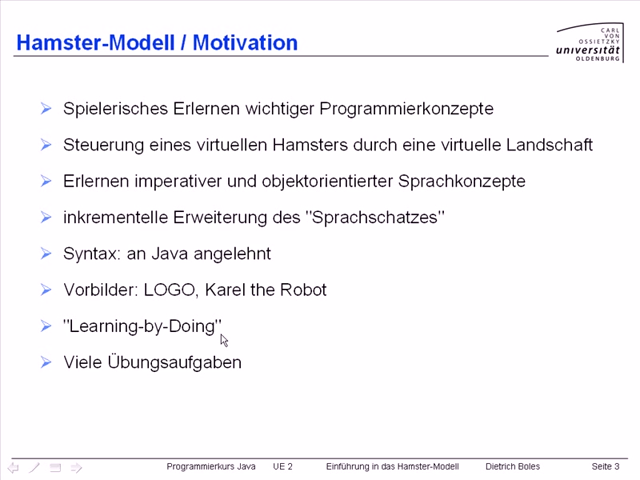 Hamster-Modell / Motivation
CARL
VON
OSSIETZKY
universität
OLDENBURG
Spielerisches Erlernen wichtiger Programmierkonzepte
Steuerung eines virtuellen Hamsters durch eine virtuelle Landschaft
Erlernen imperativer und objektorientierter Sprachkonzepte
inkrementelle Erweiterung des "Sprachschatzes"
Syntax: an Java angelehnt
Vorbilder: LOGO, Karel the Robot
"Learning-by-Doing"
Viele Übungsaufgaben
Programmierkurs Java UE 2 Einführung in das Hamster-Modell Dietrich Boles Seite 3